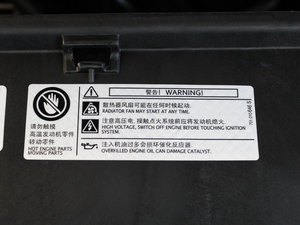 警告! WARNING!
散热器风扇可能在任何时候起动.
RADIATOR FAN MAY START AT ANY TIME.
注意高压电, 接触点火系统前应将发动机熄火.
HIGH VOLTAGE, SWITCH OFF ENGINE BEFORE TOUCHING IGNITION SYSTEM.
注入机油过多会损坏催化反应器.
OVERFILLED ENGINE OIL CAN DAMAGE CATALYST.
请勿触摸
高温发动机零件
转动零件
HOT ENGINE PARTS
MOVING PARTS